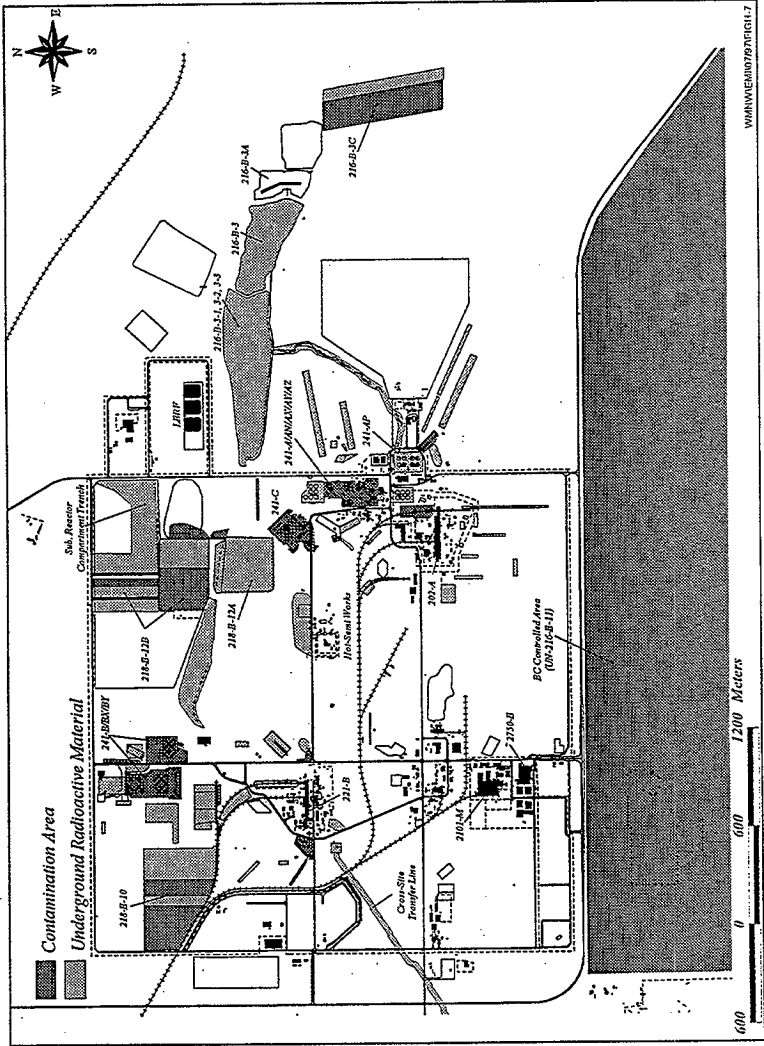 Contamination Area
Underground Radioactive Material
N
W
E
S
218-E-10
241-B/BX/BY
218-E-12B
218-E-12A
Sub. Reactor
Compartment Trench
LERF
241-C
241-A/AN/AX/AY/AZ
216-B-3-1, 3-2, 3-3
216-B-3
216-B-3A
216-B-3C
241-AP
202-A
Hot-Semi Works
221-B
Cross-Site
Transfer Line
2101-M
2750-E
BC Controlled Area
(UN-216-E-11)
600
0
600
1200 Meters